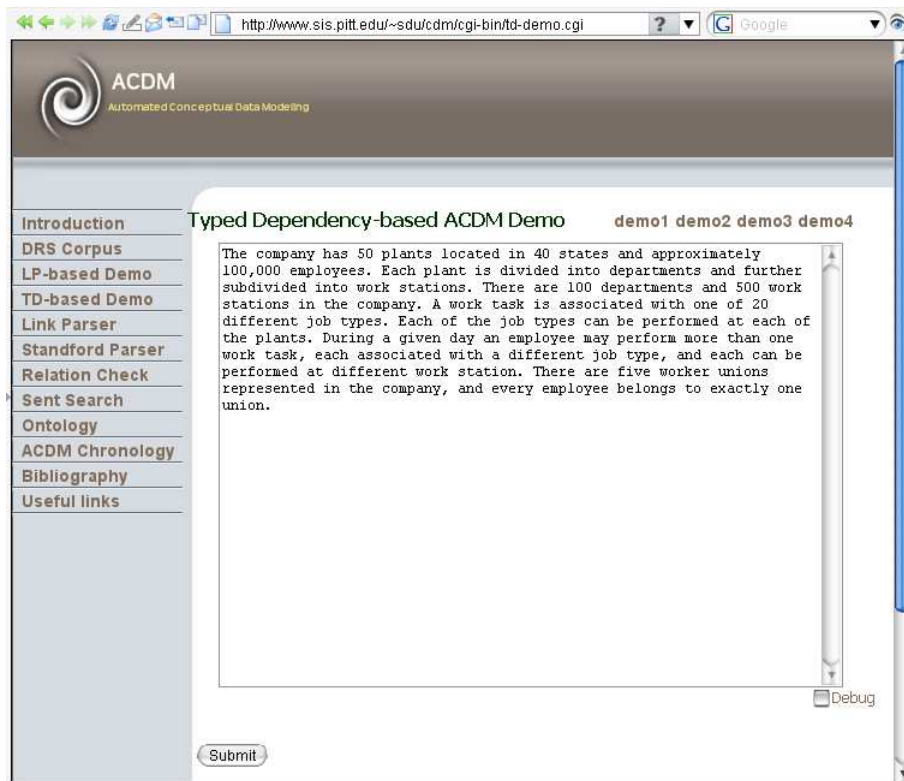 http://www.sis.pitt.edu/~sdu/cdm/cgi-bin/td-demo.cgi
?
G Google
ACDM
Automated Conceptual Data Modeling
Introduction
DRS Corpus
LP-based Demo
TD-based Demo
Link Parser
Standford Parser
Relation Check
Sent Search
Ontology
ACDM Chronology
Bibliography
Useful links
Typed Dependency-based ACDM Demo
demo1 demo2 demo3 demo4
The company has 50 plants located in 40 states and approximately
100,000 employees. Each plant is divided into departments and further
subdivided into work stations. There are 100 departments and 500 work
stations in the company. A work task is associated with one of 20
different job types. Each of the job types can be performed at each of
the plants. During a given day an employee may perform more than one
work task, each associated with a different job type, and each can be
performed at different work station. There are five worker unions
represented in the company, and every employee belongs to exactly one
union.
Debug
Submit